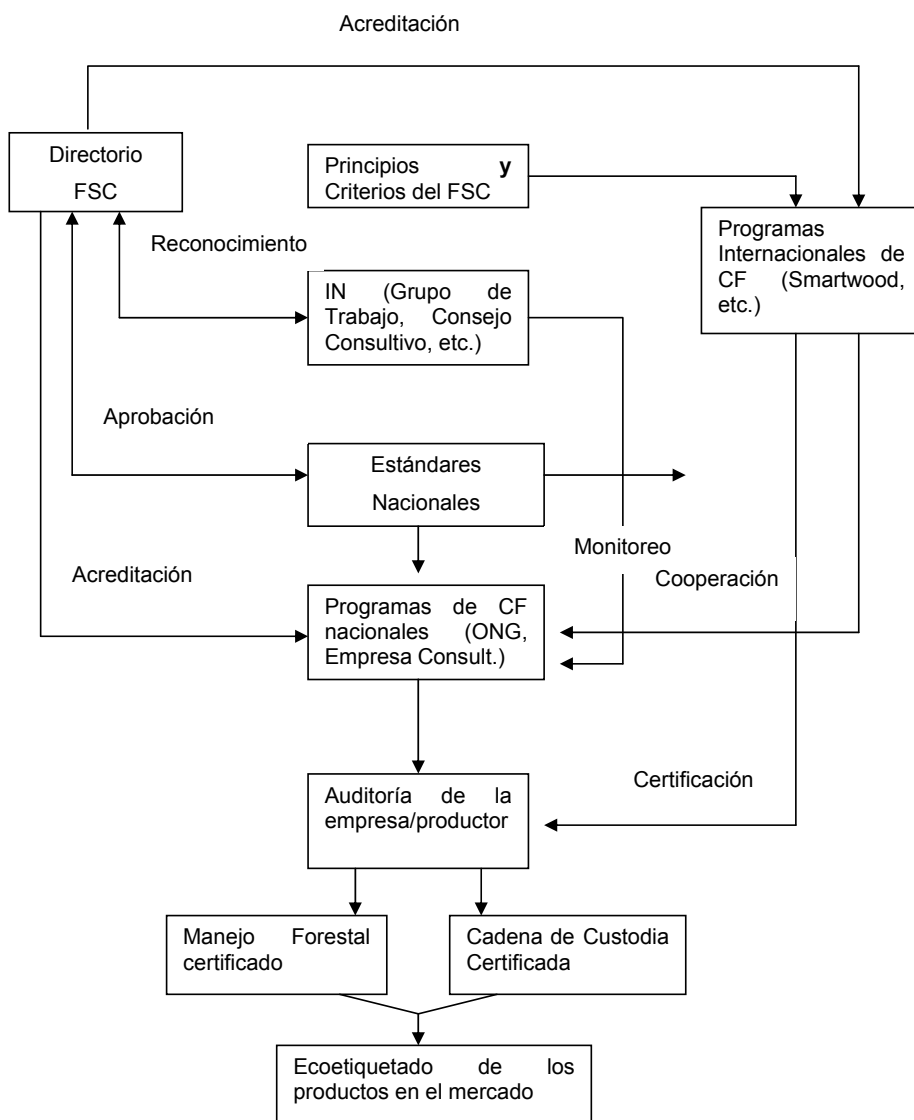 Acreditación
Directorio
FSC
Principios y
Criterios del FSC
Programas
Internacionales de
CF (Smartwood,
etc.)
Reconocimiento
IN (Grupo de
Trabajo, Consejo
Consultivo, etc.)
Aprobación
Estándares
Nacionales
Monitoreo
Acreditación
Cooperación
Programas de CF
nacionales (ONG,
Empresa Consult.)
Certificación
Auditoría de la
empresa/productor
Manejo Forestal
certificado
Cadena de Custodia
Certificada
Ecoetiquetado de los
productos en el mercado